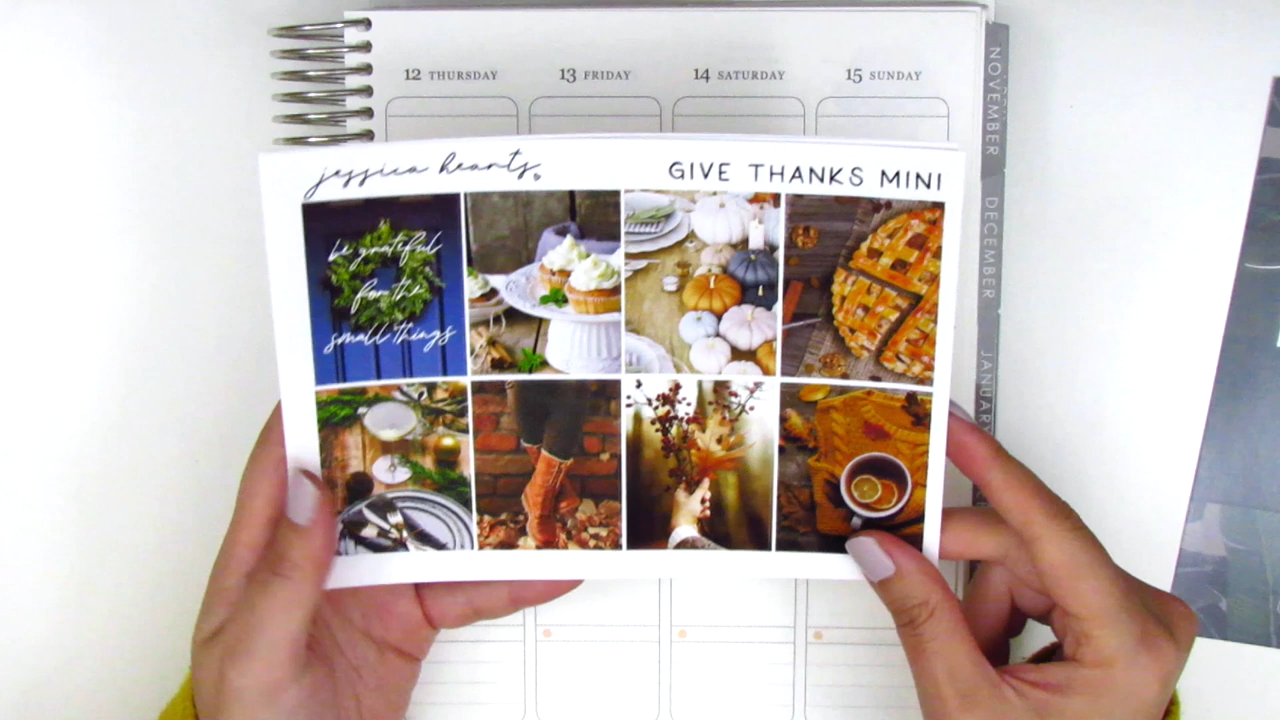 12 THURSDAY
13 FRIDAY
14 SATURDAY
15 SUNDAY
NOVEMBER
DECEMBER
JANUARY
jessica hearts
GIVE THANKS MINI
be grateful
for the
small things